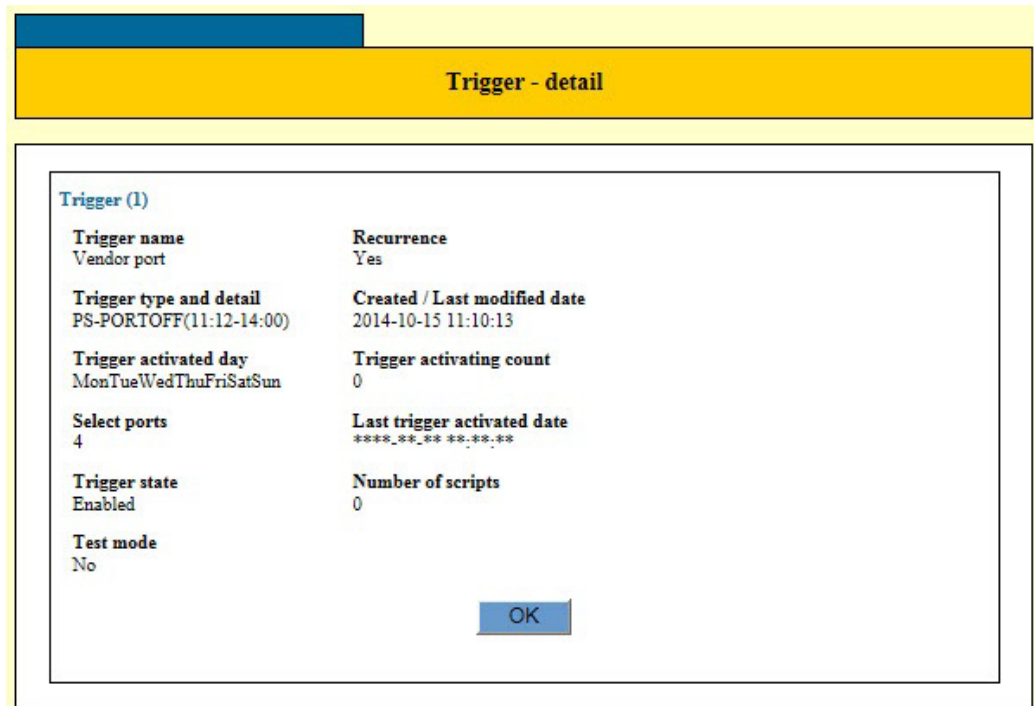 Trigger - detail
Trigger (1)
Trigger name Recurrence
Vendor port Yes
Trigger type and detail Created / Last modified date
PS-PORTOFF(11:12-14:00) 2014-10-15 11:10:13
Trigger activated day Trigger activating count
MonTueWedThuFriSatSun 0
Select ports Last trigger activated date
4 ****-**-** **:**:**
Trigger state Number of scripts
Enabled 0
Test mode
No
OK